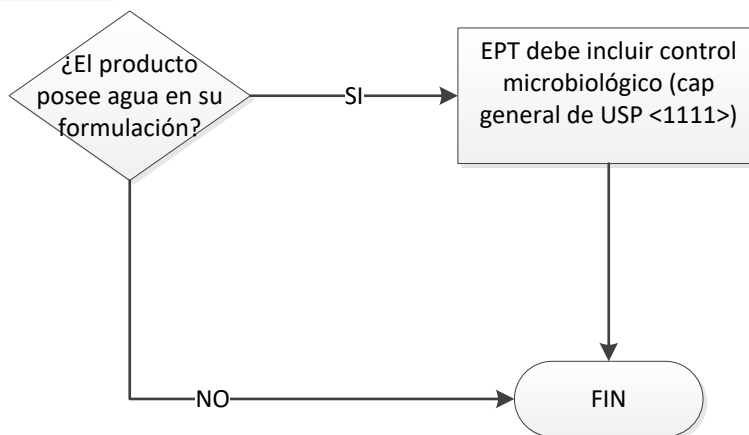 ¿El producto
posee agua en su
formulación?
SI
EPT debe incluir control
microbiológico (cap
general de USP <1111>)
NO
FIN